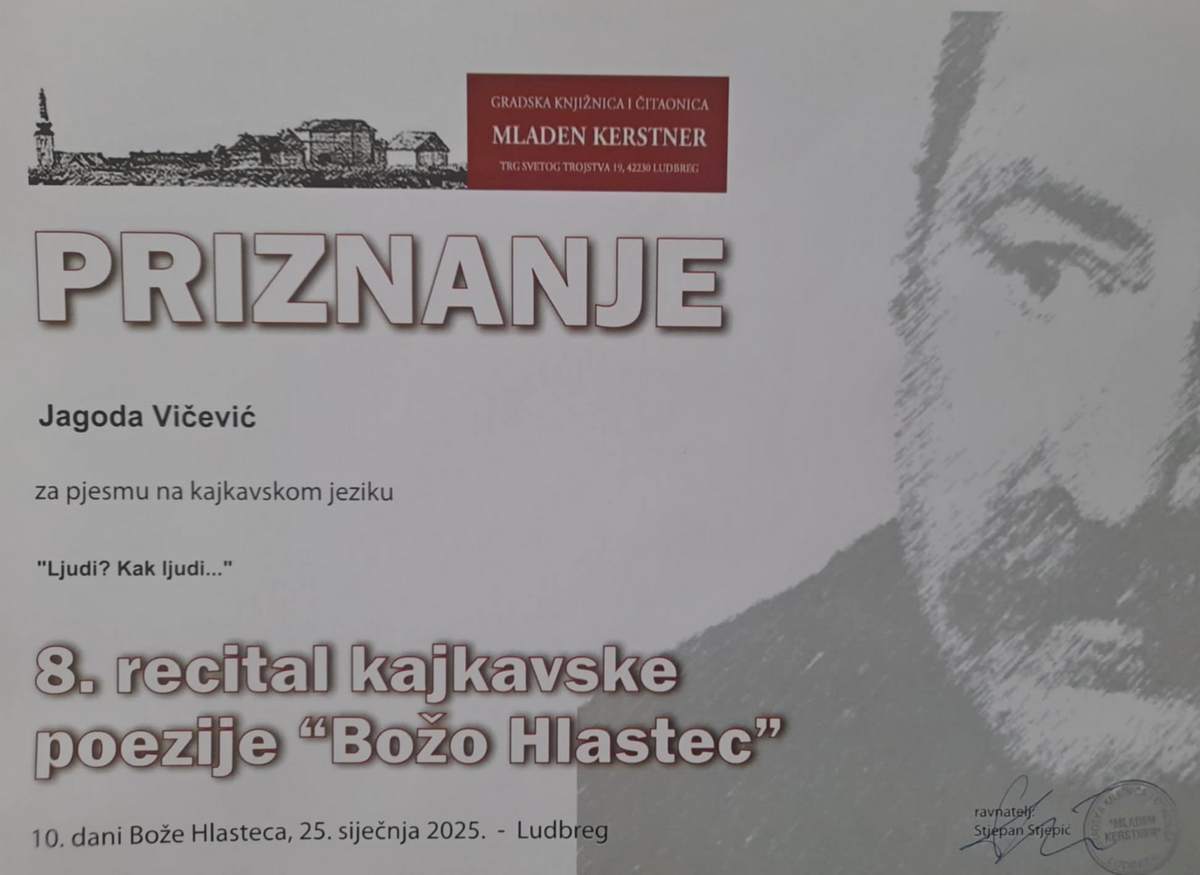 GRADSKA KNJIŽNICA I ČITAONICA
MLADEN KERSTNER
TRG SVETOG TROJSTVA 19, 42230 LUDBREG
PRIZNANJE
Jagoda Vičević
za pjesmu na kajkavskom jeziku
"Ljudi? Kak ljudi..."
8. recital kajkavske
poezije “Božo Hlastec”
10. dani Bože Hlasteca, 25. siječnja 2025. - Ludbreg
ravnatelj:
Stjepan Stjepić
"MLADEN
KERSTNER"